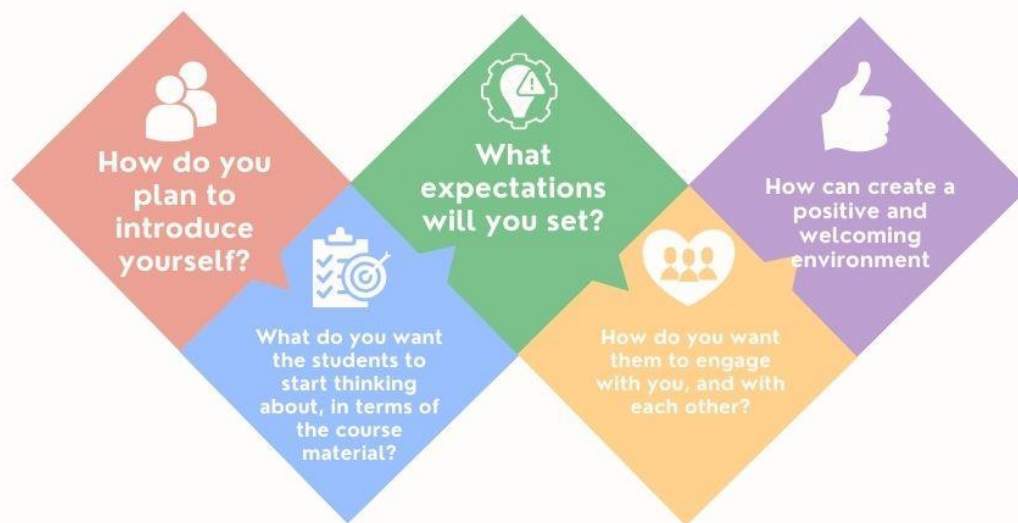 How do you
plan to
introduce
yourself?
What do you want
the students to
start thinking
about, in terms of
the course
material?
What
expectations
will you set?
How do you want
them to engage
with you, and with
each other?
How can create a
positive and
welcoming
environment